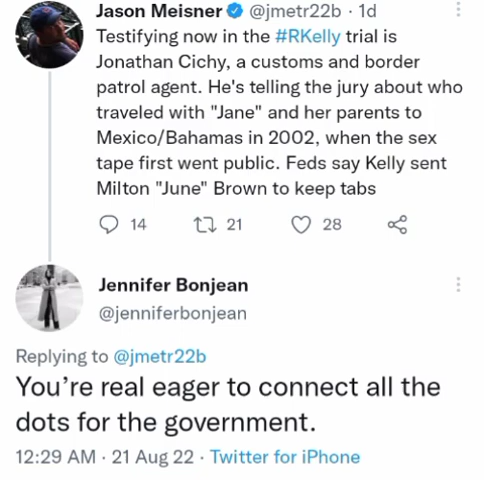 Jason Meisner @jmetr22b · 1d
Testifying now in the #RKelly trial is
Jonathan Cichy, a customs and border
patrol agent. He's telling the jury about who
traveled with "Jane" and her parents to
Mexico/Bahamas in 2002, when the sex
tape first went public. Feds say Kelly sent
Milton "June" Brown to keep tabs
14 21 28
Jennifer Bonjean
@jenniferbonjean
Replying to @jmetr22b
You’re real eager to connect all the
dots for the government.
12:29 AM · 21 Aug 22 · Twitter for iPhone